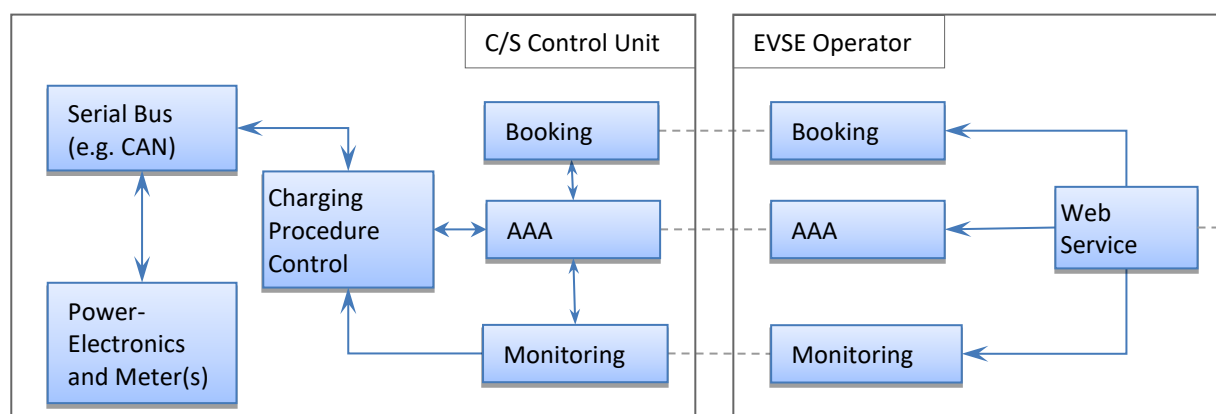 C/S Control Unit
EVSE Operator
Serial Bus
(e.g. CAN)
Booking
Booking
Charging
Procedure
Control
AAA
AAA
Web
Service
Power-
Electronics
and Meter(s)
Monitoring
Monitoring